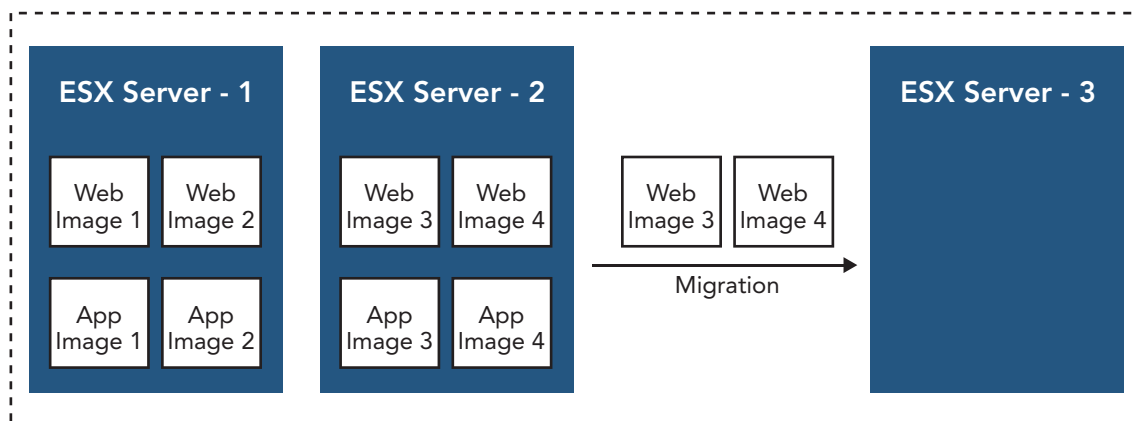 ESX Server - 1
Web
Image 1
Web
Image 2
App
Image 1
App
Image 2
ESX Server - 2
Web
Image 3
Web
Image 4
App
Image 3
App
Image 4
Web
Image 3
Web
Image 4
Migration
ESX Server - 3